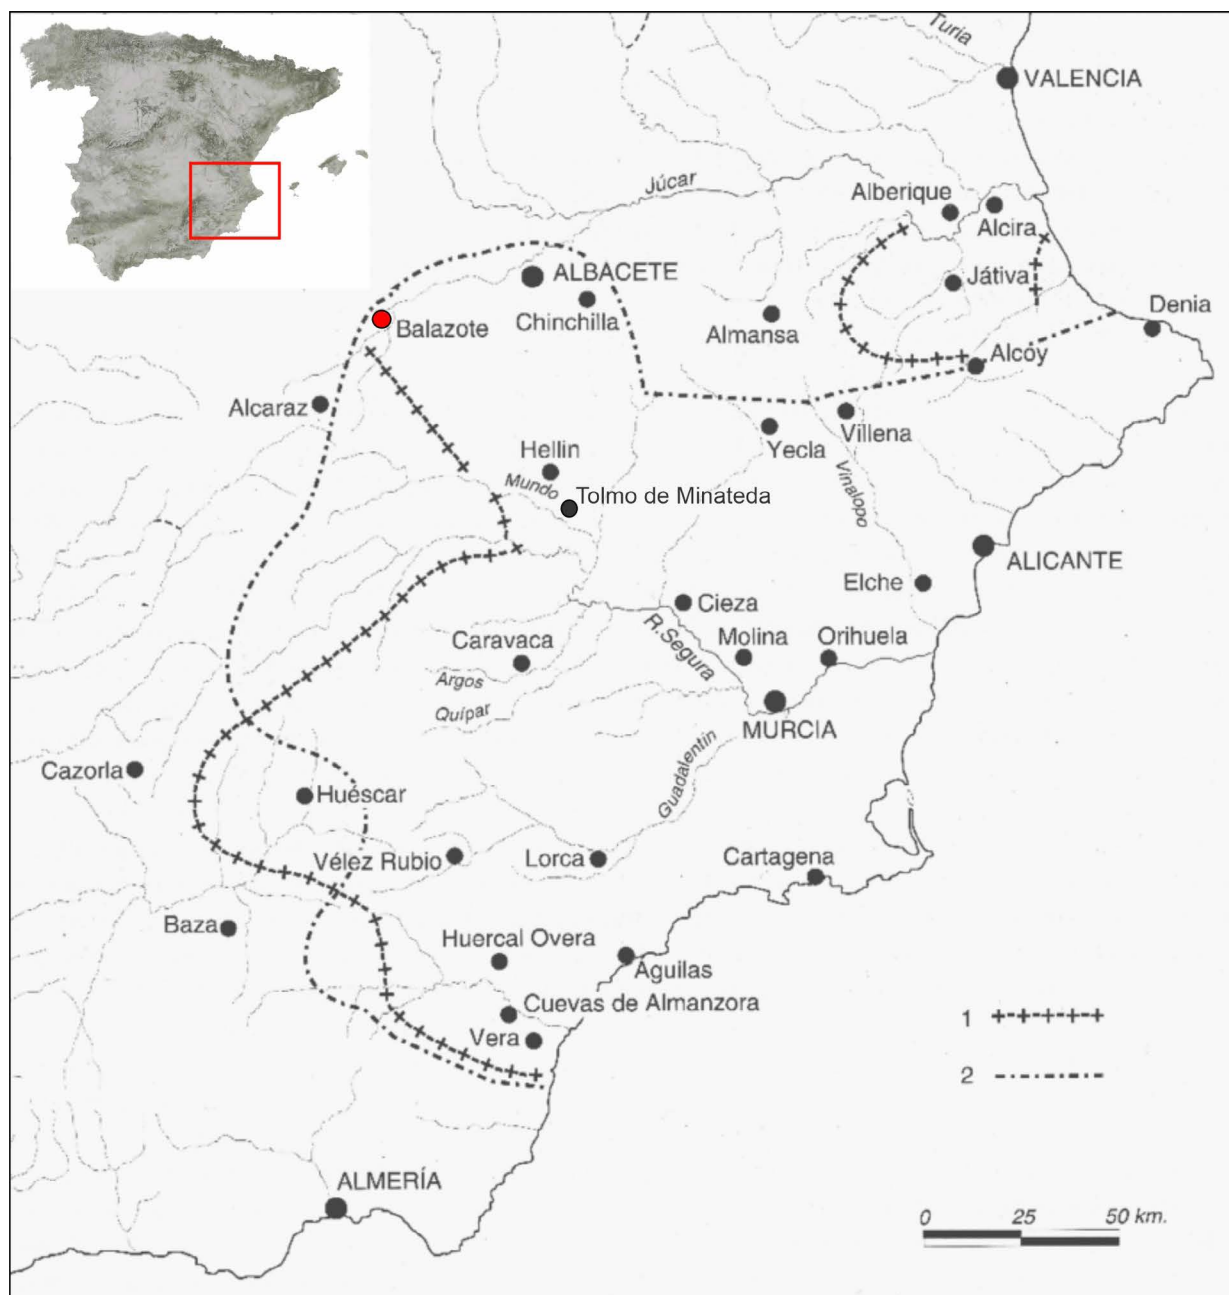 Turia
VALENCIA
Júcar
Alberique
Alcira
ALBACETE
Játiva
Chinchilla
Denia
Balazote
Almansa
Alcoy
Alcaraz
Villena
Yecla
Hellin
Mundo
Tolmo de Minateda
Vinalopo
ALICANTE
Elche
Cieza
R.Segura
Molina
Orihuela
Caravaca
Argos
Quípar
MURCIA
Guadalentín
Cazorla
Huéscar
Vélez Rubio
Lorca
Cartagena
Baza
Huercal Overa
Aguilas
Cuevas de Almanzora
Vera
1
2
ALMERÍA
0 25 50 km.